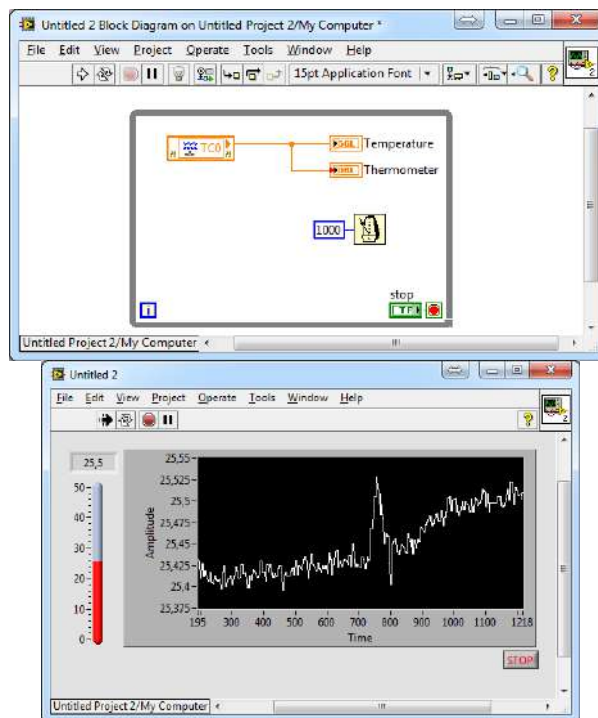 Untitled 2 Block Diagram on Untitled Project 2/My Computer *
File Edit View Project Operate Tools Window Help
15pt Application Font
2
TC0
DBL Temperature
DBL Thermometer
1000
i
stop
TF
Untitled Project 2/My Computer
Untitled 2
File Edit View Project Operate Tools Window Help
2
25,5
50
40
30
20
10
0
Amplitude
25,55
25,525
25,5
25,475
25,45
25,425
25,4
25,375
195 300 400 500 600 700 800 900 1000 1100 1218
Time
STOP
Untitled Project 2/My Computer